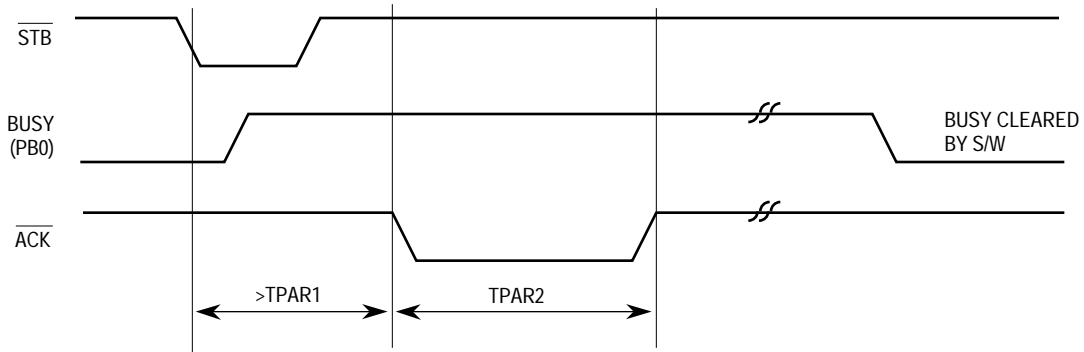 STB
BUSY
(PB0)
BUSY CLEARED
BY S/W
ACK
>TPAR1
TPAR2